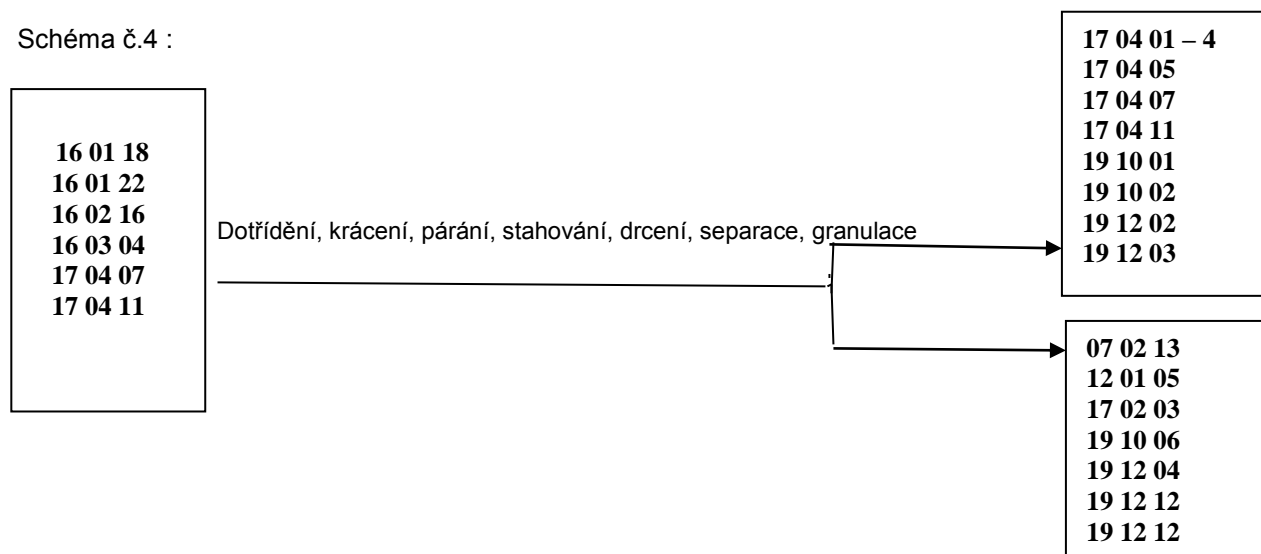 Schéma č.4 :
16 01 18
16 01 22
16 02 16
16 03 04
17 04 07
17 04 11
Dotřídění, krácení, párání, stahování, drcení, separace, granulace
17 04 01 – 4
17 04 05
17 04 07
17 04 11
19 10 01
19 10 02
19 12 02
19 12 03
07 02 13
12 01 05
17 02 03
19 10 06
19 12 04
19 12 12
19 12 12